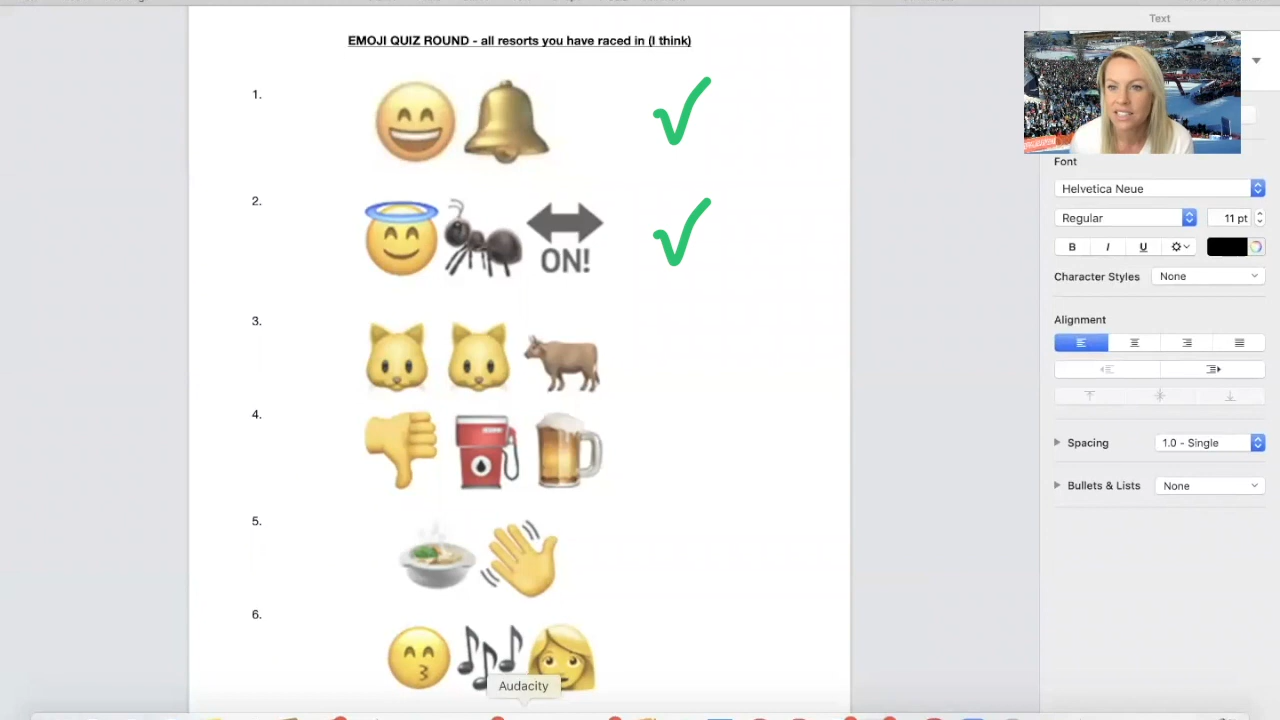 Text
EMOJI QUIZ ROUND - all resorts you have raced in (I think)
1.
2.
ON!
3.
4.
5.
6.
Audacity
Font
Helvetica Neue
Regular
11 pt
B I U
Character Styles None
Alignment
Spacing 1.0 - Single
Bullets & Lists None